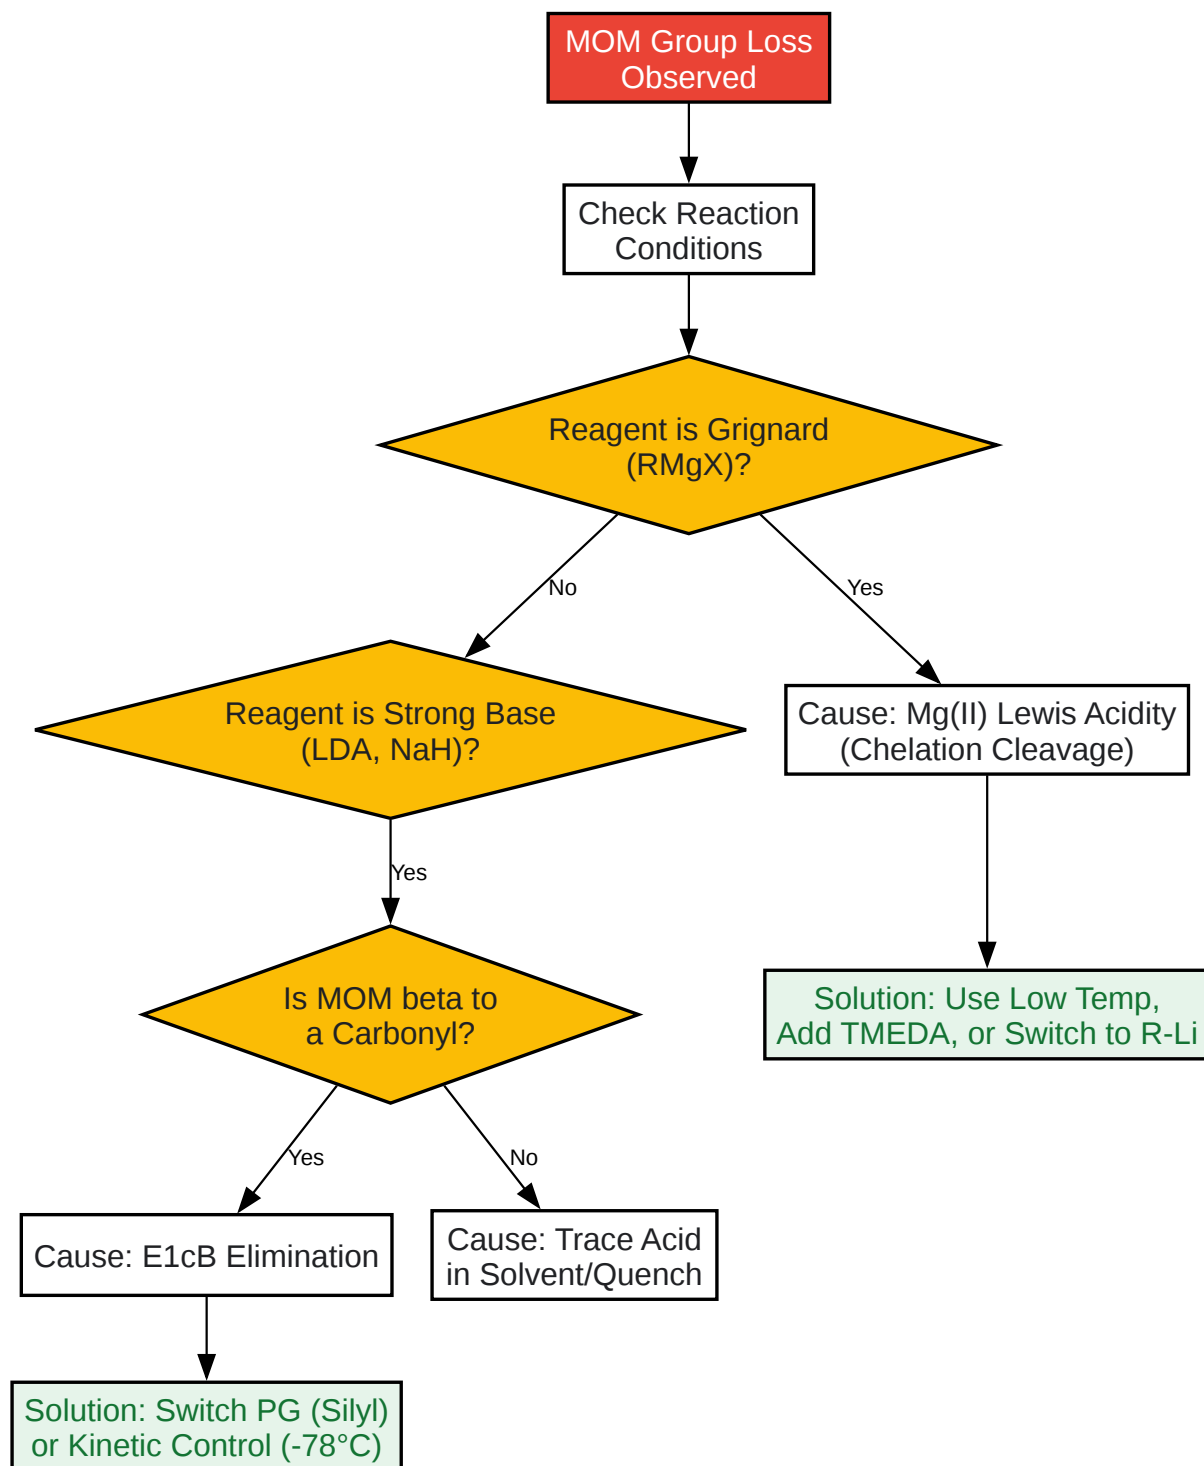 MOM Group Loss
Observed
Check Reaction
Conditions
Reagent is Grignard
(RMgX)?
No
Yes
Reagent is Strong Base
(LDA, NaH)?
Cause: Mg(II) Lewis Acidity
(Chelation Cleavage)
Yes
Is MOM beta to
a Carbonyl?
Solution: Use Low Temp,
Add TMEDA, or Switch to R-Li
Yes
No
Cause: E1cB Elimination
Cause: Trace Acid
in Solvent/Quench
Solution: Switch PG (Silyl)
or Kinetic Control (-78°C)